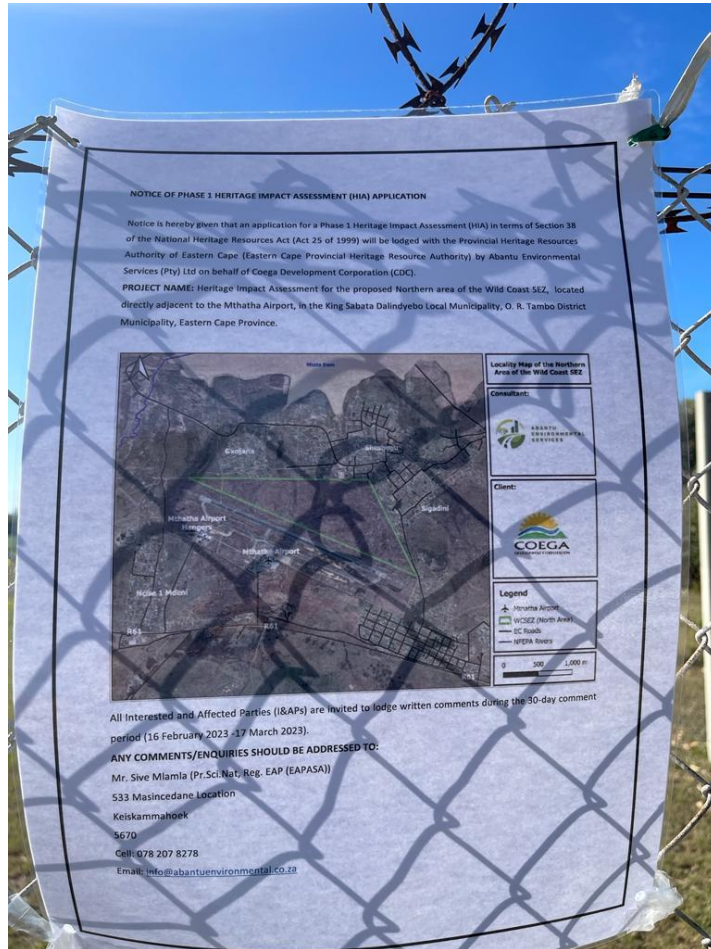 NOTICE OF PHASE 1 HERITAGE IMPACT ASSESSMENT (HIA) APPLICATION
Notice is hereby given that an application for a Phase 1 Heritage Impact Assessment (HIA) in terms of Section 38
of the National Heritage Resources Act (Act 25 of 1999) will be lodged with the Provincial Heritage Resources
Authority of Eastern Cape (Eastern Cape Provincial Heritage Resource Authority) by Abantu Environmental
Services (Pty) Ltd on behalf of Coega Development Corporation (CDC).
PROJECT NAME: Heritage Impact Assessment for the proposed Northern area of the Wild Coast SEZ, located
directly adjacent to the Mthatha Airport, in the King Sabata Dalindyebo Local Municipality, O. R. Tambo District
Municipality, Eastern Cape Province.
Sigadini
Mthatha Airport
Hangers
Mthatha Airport
Ncise 1 Mdeni
R61
R61
Locality Map of the Northern
Area of the Wild Coast SEZ
Consultant:
ABANTU
ENVIRONMENTAL
SERVICES
Client:
COEGA
DEVELOPMENT CORPORATION
Legend
Mthatha Airport
WCSEZ (North Area)
EC Roads
NFEPA Rivers
0 500 1,000 m
All Interested and Affected Parties (I&APs) are invited to lodge written comments during the 30-day comment
period (16 February 2023 -17 March 2023).
ANY COMMENTS/ENQUIRIES SHOULD BE ADDRESSED TO:
Mr. Sive Mlamla (Pr.Sci.Nat, Reg. EAP (EAPASA))
533 Masincedane Location
Keiskammahoek
5670
Cell: 078 207 8278
Email: info@abantuenvironmental.co.za